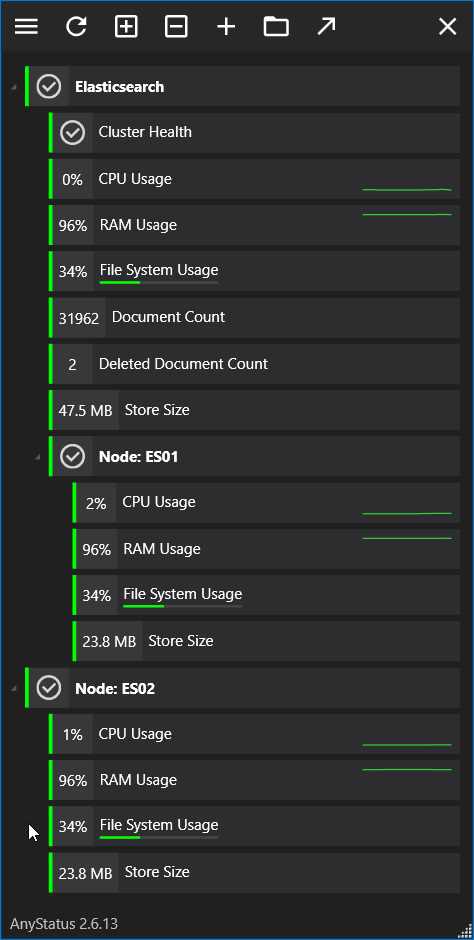 Elasticsearch
Cluster Health
0% CPU Usage
96% RAM Usage
34% File System Usage
31962 Document Count
2 Deleted Document Count
47.5 MB Store Size
Node: ES01
2% CPU Usage
96% RAM Usage
34% File System Usage
23.8 MB Store Size
Node: ES02
1% CPU Usage
96% RAM Usage
34% File System Usage
23.8 MB Store Size
AnyStatus 2.6.13